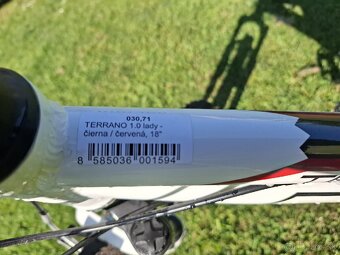 030,71
TERRANO 1.0 lady -
čierna / červená, 18"
8 585036 001594